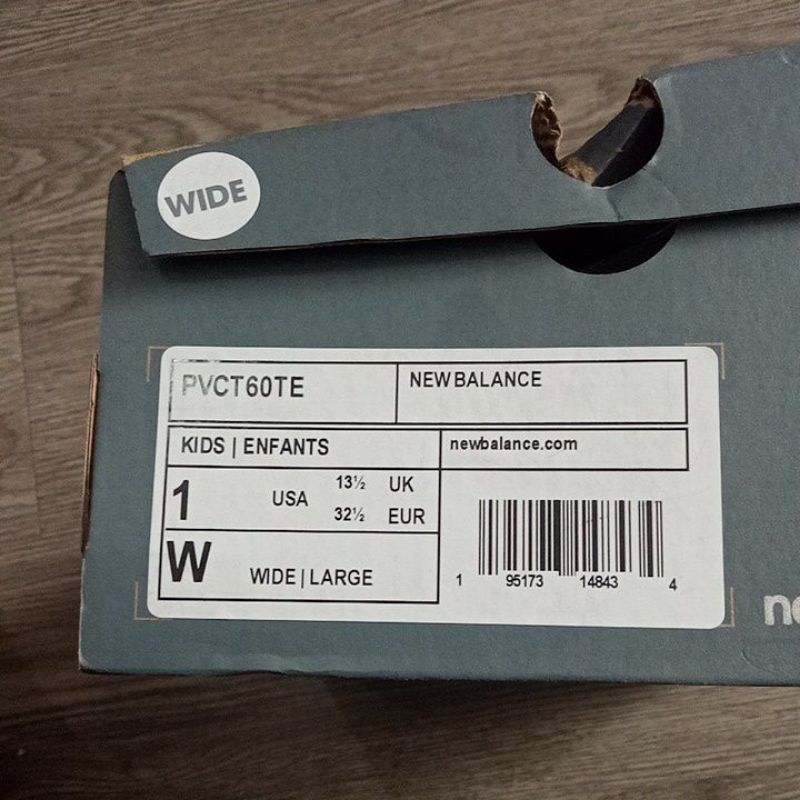 WIDE
PVCT60TE
NEW BALANCE
KIDS | ENFANTS
newbalance.com
1 USA 13½ UK
32½ EUR
W WIDE | LARGE
1 95173 14843 4